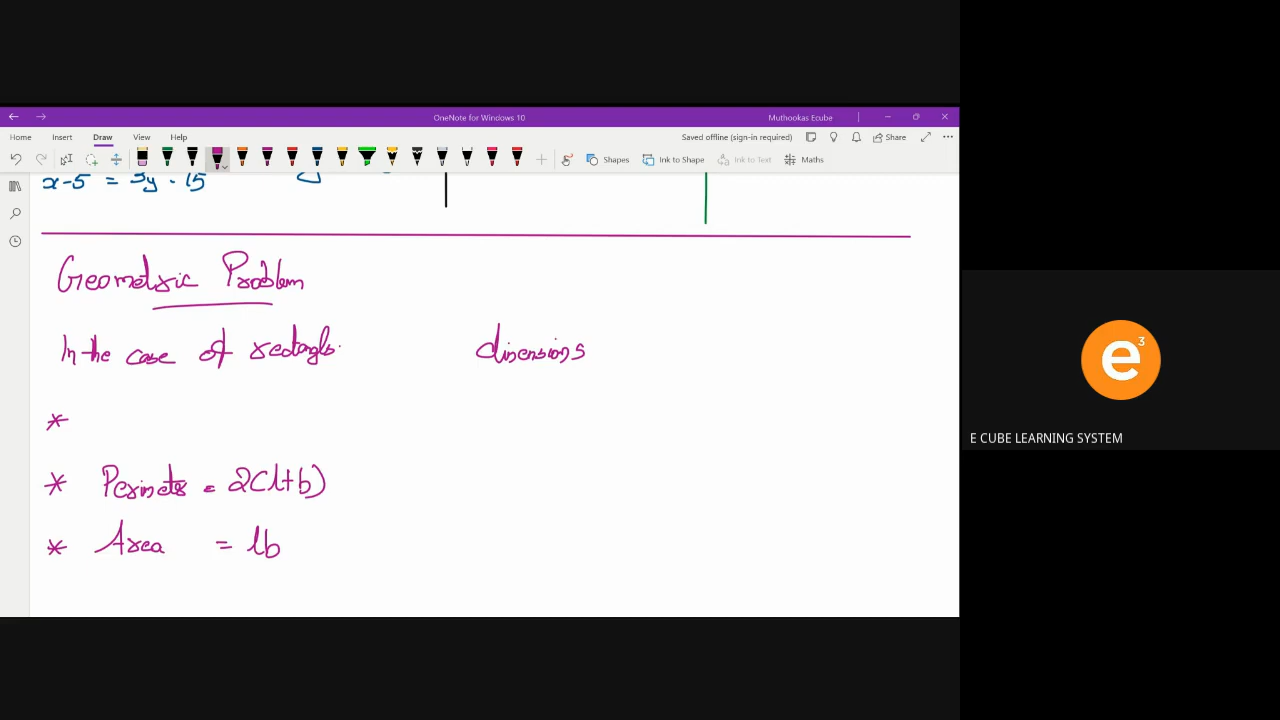 OneNote for Windows 10
Muthookas Ecube
Home Insert Draw View Help
Saved offline (sign-in required)
Share
Shapes
Ink to Shape
Ink to Text
Maths
x-5 = 3y-15
Geometric Problem
In the case of rectangle.
dimensions
*
* Perimeter = 2(l+b)
* Area = lb
e3
E CUBE LEARNING SYSTEM